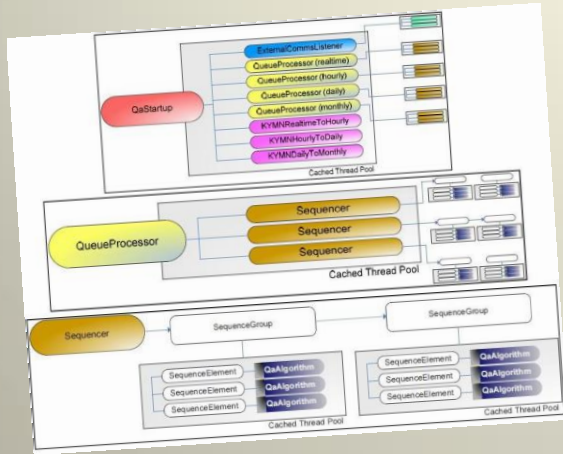 QaStartup
ExternalCommsListener
QueueProcessor (realtime)
QueueProcessor (hourly)
QueueProcessor (daily)
QueueProcessor (monthly)
KYMNRealtimeToHourly
KYMNHourlyToDaily
KYMNDailyToMonthly
Cached Thread Pool
QueueProcessor
Sequencer
Sequencer
Sequencer
Cached Thread Pool
Sequencer
SequenceGroup
SequenceGroup
SequenceElement QaAlgorithm
SequenceElement QaAlgorithm
SequenceElement QaAlgorithm
Cached Thread Pool
SequenceElement QaAlgorithm
SequenceElement QaAlgorithm
SequenceElement QaAlgorithm
Cached Thread Pool